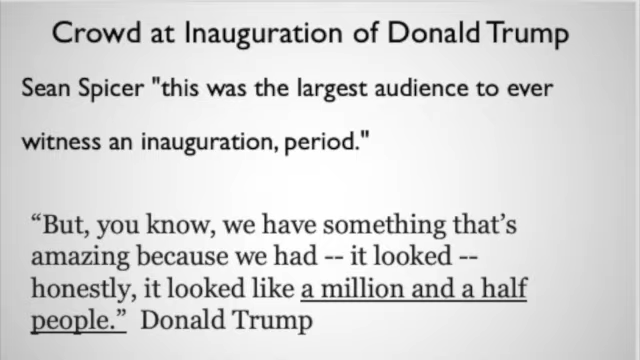 Crowd at Inauguration of Donald Trump
Sean Spicer "this was the largest audience to ever
witness an inauguration, period."
“But, you know, we have something that’s
amazing because we had -- it looked --
honestly, it looked like a million and a half
people.” Donald Trump